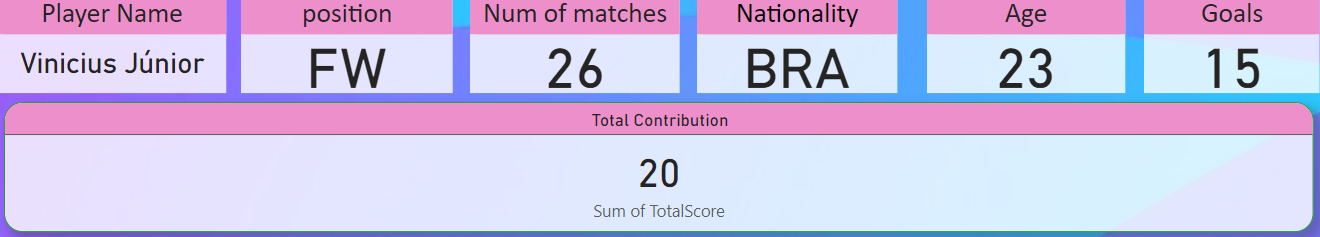 Player Name
position
Num of matches
Nationality
Age
Goals
Vinicius Júnior
FW
26
BRA
23
15
Total Contribution
20
Sum of TotalScore